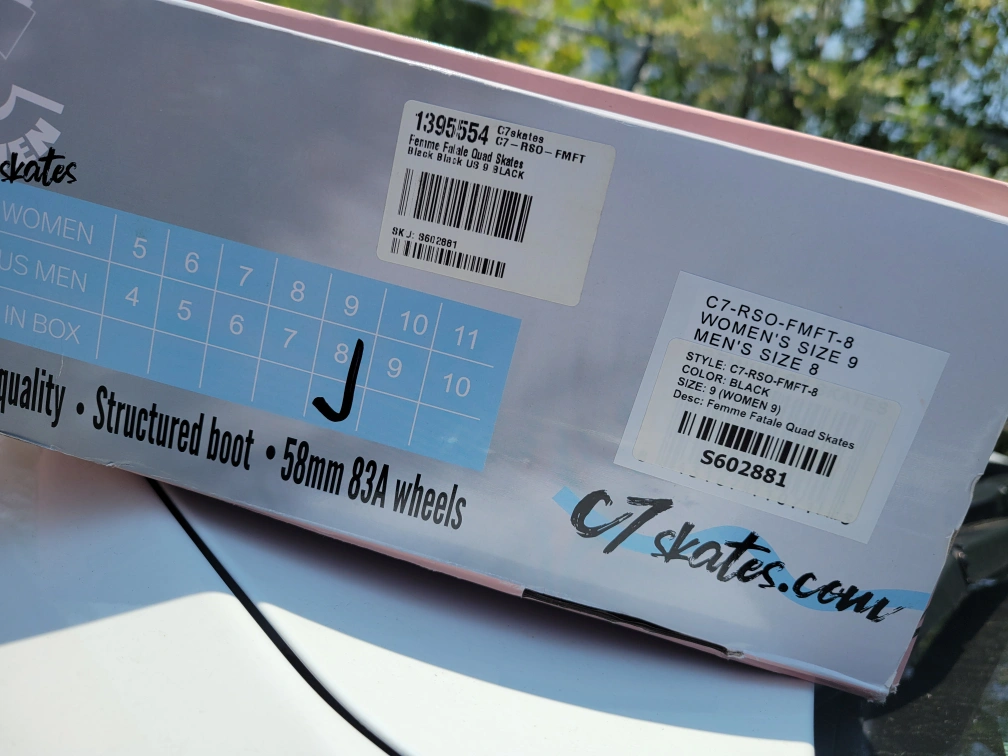 skates
WOMEN 5 6 7 8 9 10 11
US MEN 4 5 6 7 8 9 10
IN BOX
quality • Structured boot • 58mm 83A wheels
1395554 C7skates
C7-RSO-FMFT
Femme Fatale Quad Skates
Black Black US 9 BLACK
SKU: S602881
C7-RSO-FMFT-8
WOMEN'S SIZE 9
MEN'S SIZE 8
STYLE: C7-RSO-FMFT-8
COLOR: BLACK
SIZE: 9 (WOMEN 9)
Desc: Femme Fatale Quad Skates
S602881
C7skates.com